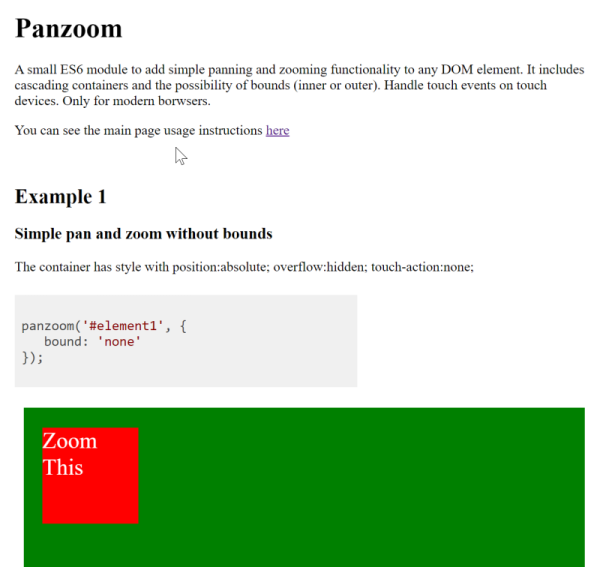 Panzoom
A small ES6 module to add simple panning and zooming functionality to any DOM element. It includes
cascading containers and the possibility of bounds (inner or outer). Handle touch events on touch
devices. Only for modern borwsers.
You can see the main page usage instructions here
Example 1
Simple pan and zoom without bounds
The container has style with position:absolute; overflow:hidden; touch-action:none;
panzoom('#element1', {
   bound: 'none'
});
Zoom
This